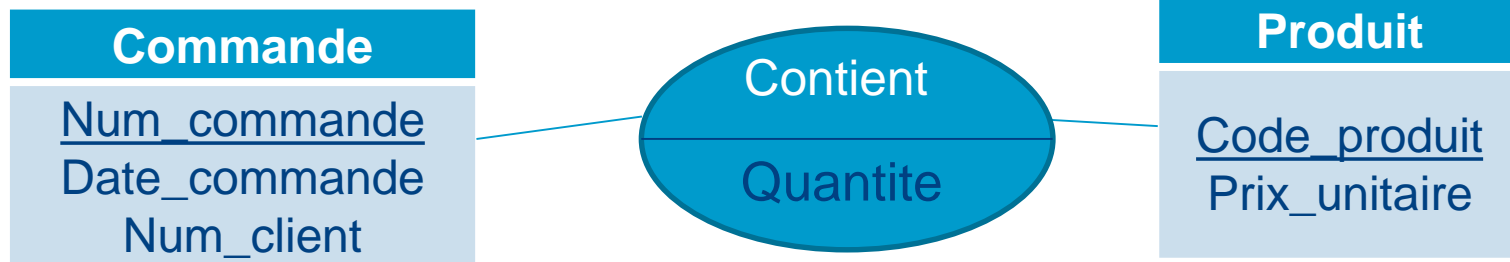 Commande
Num_commande
Date_commande
Num_client
Contient
Quantite
Produit
Code_produit
Prix_unitaire